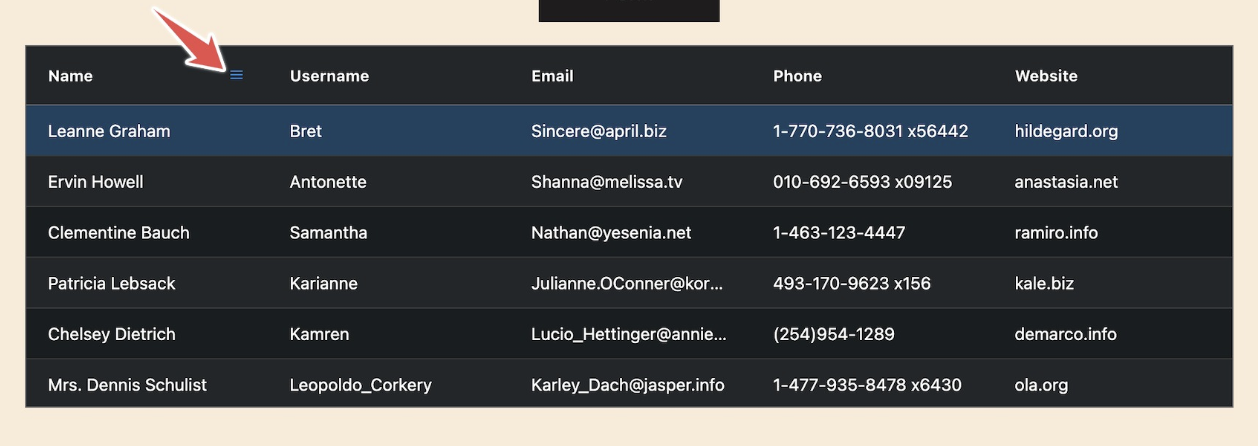 Name Username Email Phone Website
Leanne Graham Bret Sincere@april.biz 1-770-736-8031 x56442 hildegard.org
Ervin Howell Antonette Shanna@melissa.tv 010-692-6593 x09125 anastasia.net
Clementine Bauch Samantha Nathan@yesenia.net 1-463-123-4447 ramiro.info
Patricia Lebsack Karianne Julianne.OConner@kor... 493-170-9623 x156 kale.biz
Chelsey Dietrich Kamren Lucio_Hettinger@annie... (254)954-1289 demarco.info
Mrs. Dennis Schulist Leopoldo_Corkery Karley_Dach@jasper.info 1-477-935-8478 x6430 ola.org